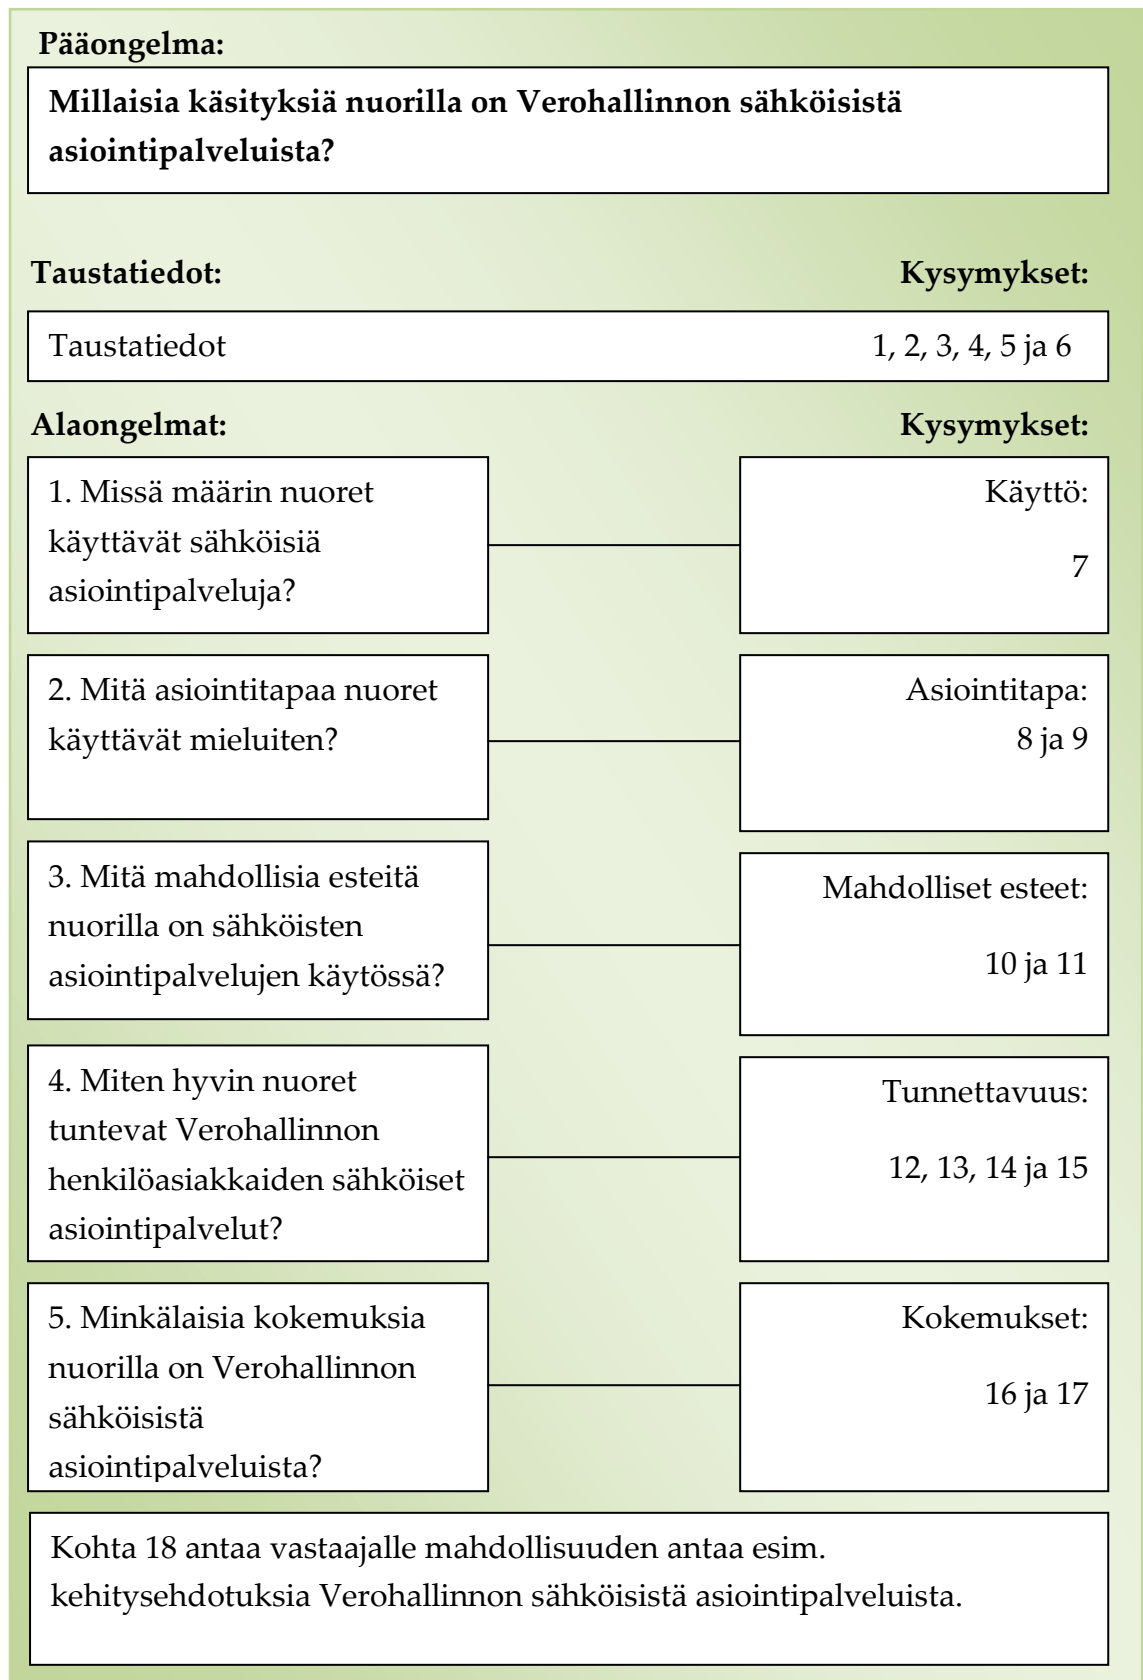 Pääongelma:
Millaisia käsityksiä nuorilla on Verohallinnon sähköisistä
asiointipalveluista?
Taustatiedot: Kysymykset:
Taustatiedot 1, 2, 3, 4, 5 ja 6
Alaongelmat: Kysymykset:
1. Missä määrin nuoret
käyttävät sähköisiä
asiointipalveluja?
Käyttö:
7
2. Mitä asiointitapaa nuoret
käyttävät mieluiten?
Asiointitapa:
8 ja 9
3. Mitä mahdollisia esteitä
nuorilla on sähköisten
asiointipalvelujen käytössä?
Mahdolliset esteet:
10 ja 11
4. Miten hyvin nuoret
tuntevat Verohallinnon
henkilöasiakkaiden sähköiset
asiointipalvelut?
Tunnettavuus:
12, 13, 14 ja 15
5. Minkälaisia kokemuksia
nuorilla on Verohallinnon
sähköisistä
asiointipalveluista?
Kokemukset:
16 ja 17
Kohta 18 antaa vastaajalle mahdollisuuden antaa esim.
kehitysehdotuksia Verohallinnon sähköisistä asiointipalveluista.